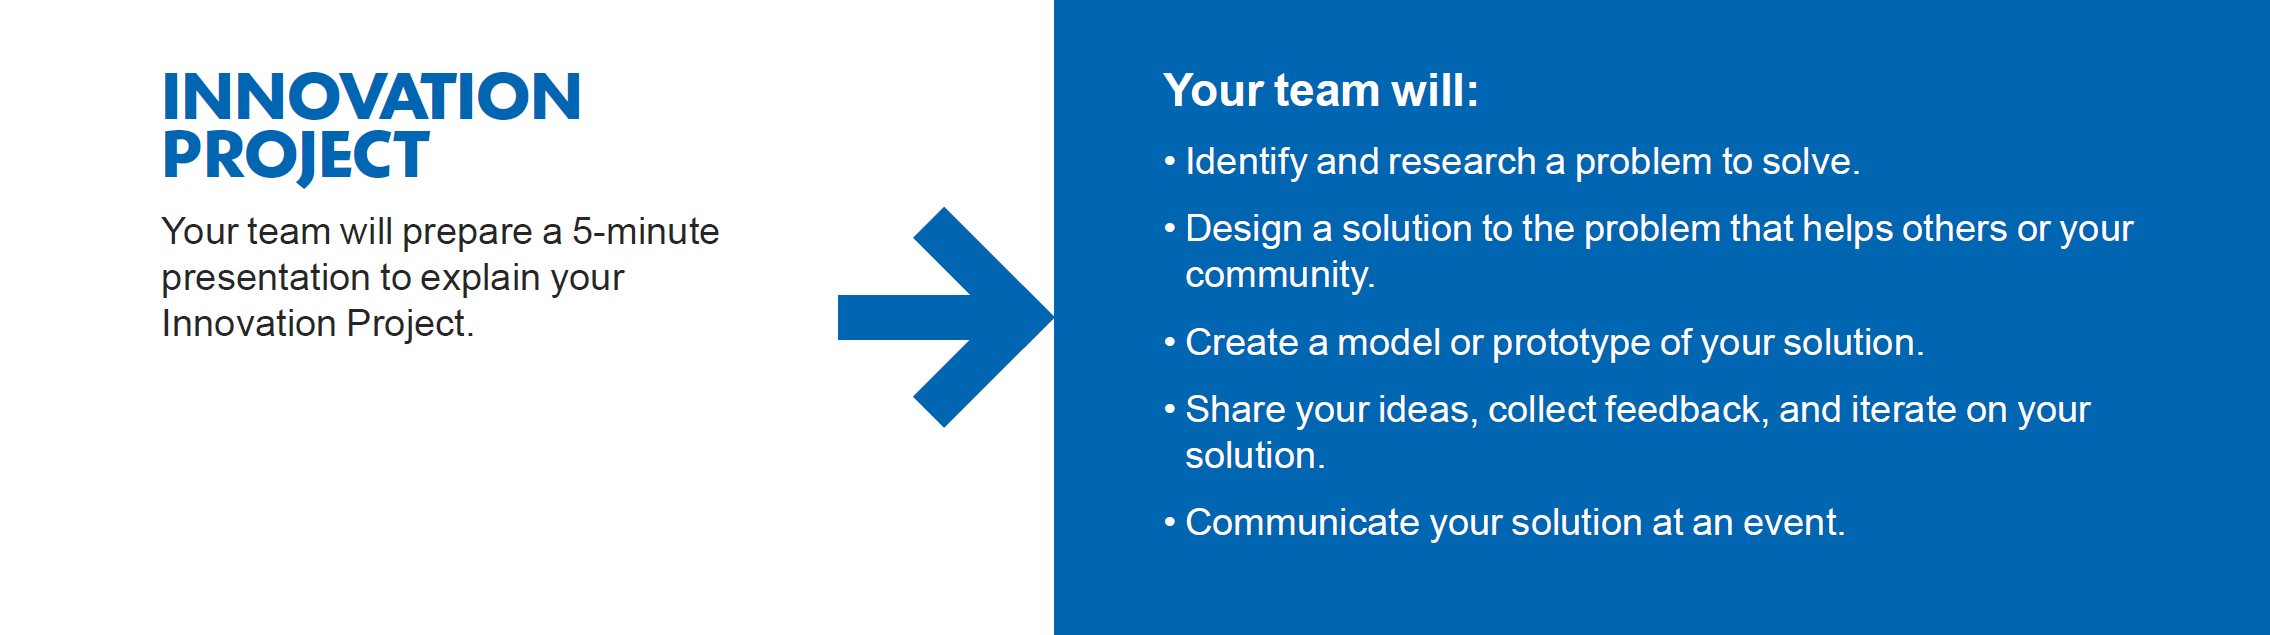 INNOVATION
PROJECT
Your team will prepare a 5-minute
presentation to explain your
Innovation Project.
Your team will:
• Identify and research a problem to solve.
• Design a solution to the problem that helps others or your
community.
• Create a model or prototype of your solution.
• Share your ideas, collect feedback, and iterate on your
solution.
• Communicate your solution at an event.